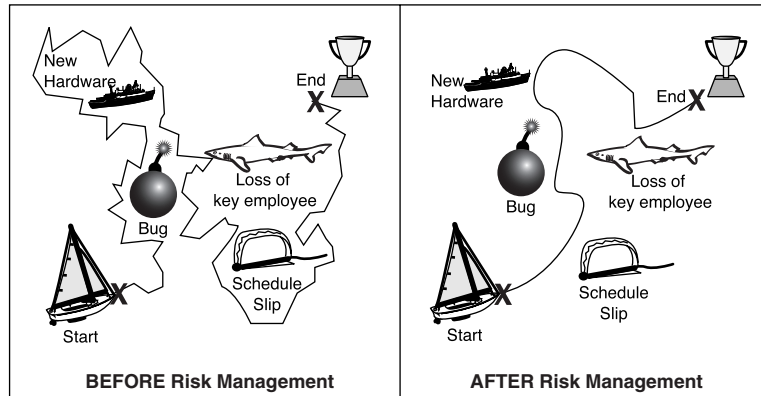 New
Hardware
End
X
Loss of
key employee
Bug
Schedule
Slip
X
Start
BEFORE Risk Management
New
Hardware
End
X
Loss of
key employee
Bug
Schedule
Slip
X
Start
AFTER Risk Management